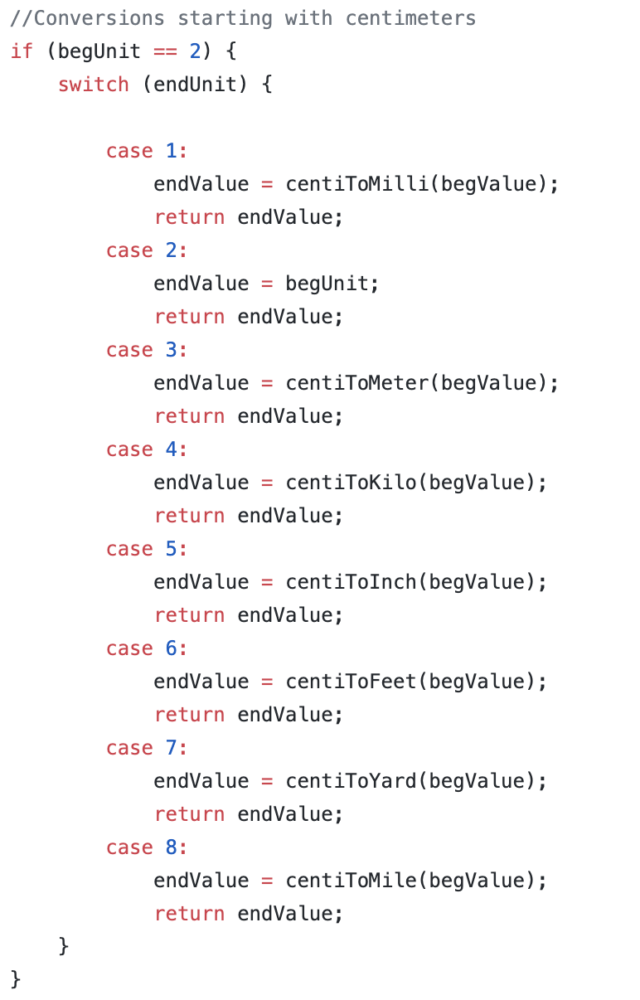 //Conversions starting with centimeters
if (begUnit == 2) {
    switch (endUnit) {

        case 1:
            endValue = centiToMilli(begValue);
            return endValue;
        case 2:
            endValue = begUnit;
            return endValue;
        case 3:
            endValue = centiToMeter(begValue);
            return endValue;
        case 4:
            endValue = centiToKilo(begValue);
            return endValue;
        case 5:
            endValue = centiToInch(begValue);
            return endValue;
        case 6:
            endValue = centiToFeet(begValue);
            return endValue;
        case 7:
            endValue = centiToYard(begValue);
            return endValue;
        case 8:
            endValue = centiToMile(begValue);
            return endValue;
    }
}